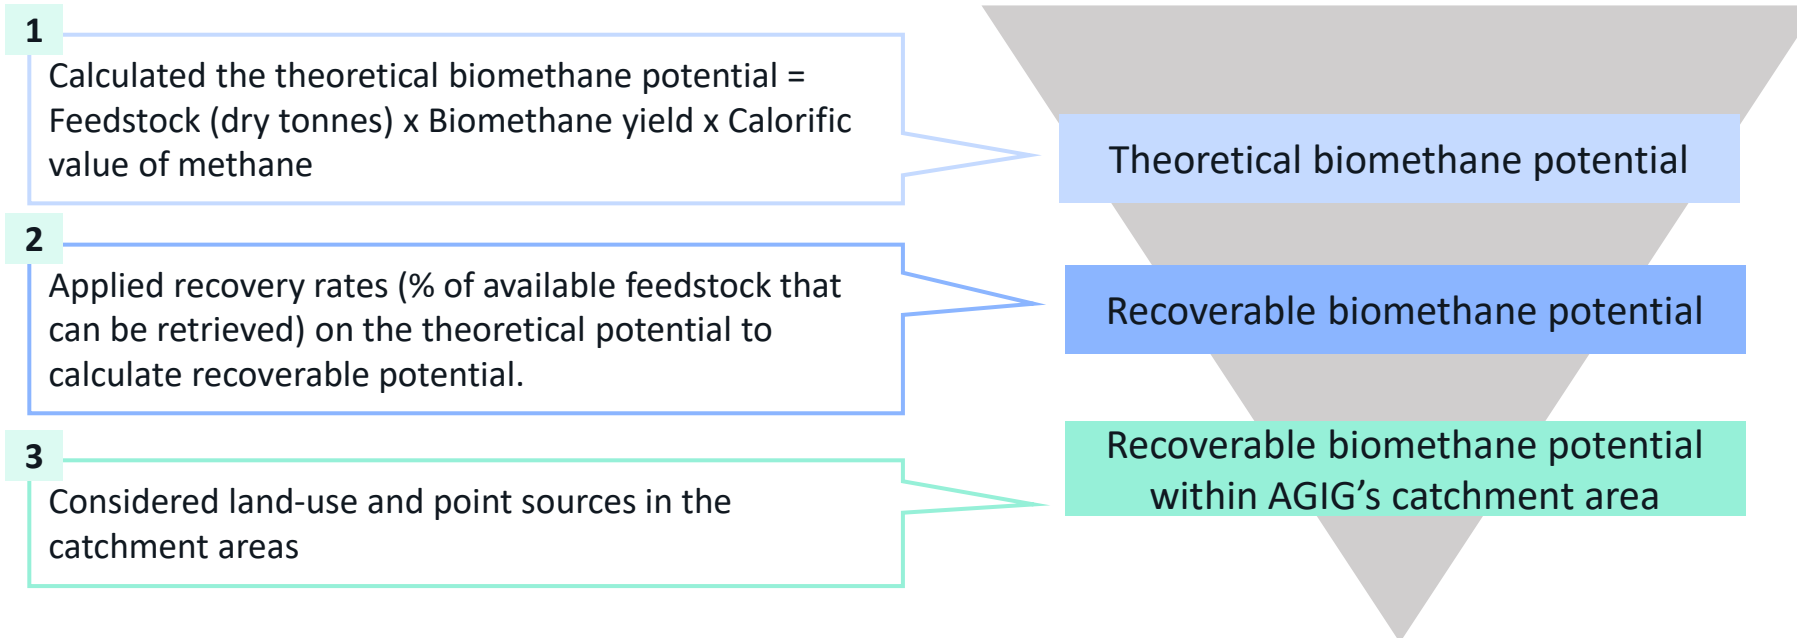 1
Calculated the theoretical biomethane potential =
Feedstock (dry tonnes) x Biomethane yield x Calorific
value of methane
Theoretical biomethane potential
2
Applied recovery rates (% of available feedstock that
can be retrieved) on the theoretical potential to
calculate recoverable potential.
Recoverable biomethane potential
3
Considered land-use and point sources in the
catchment areas
Recoverable biomethane potential
within AGIG’s catchment area